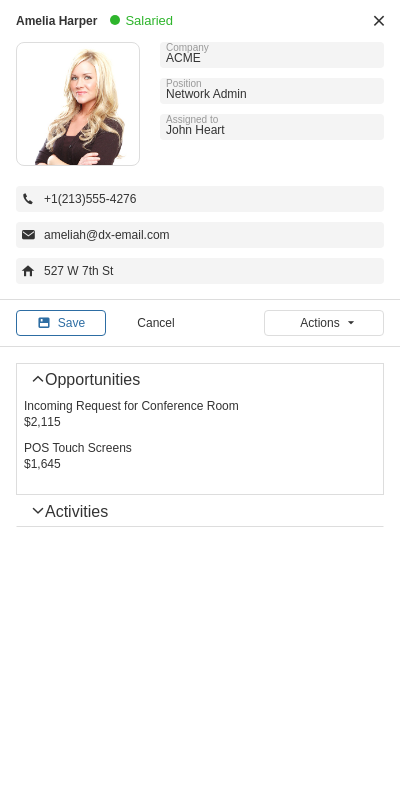 Amelia Harper
Salaried
Company
ACME
Position
Network Admin
Assigned to
John Heart
+1(213)555-4276
ameliah@dx-email.com
527 W 7th St
Save
Cancel
Actions
Opportunities
Incoming Request for Conference Room
$2,115
POS Touch Screens
$1,645
Activities